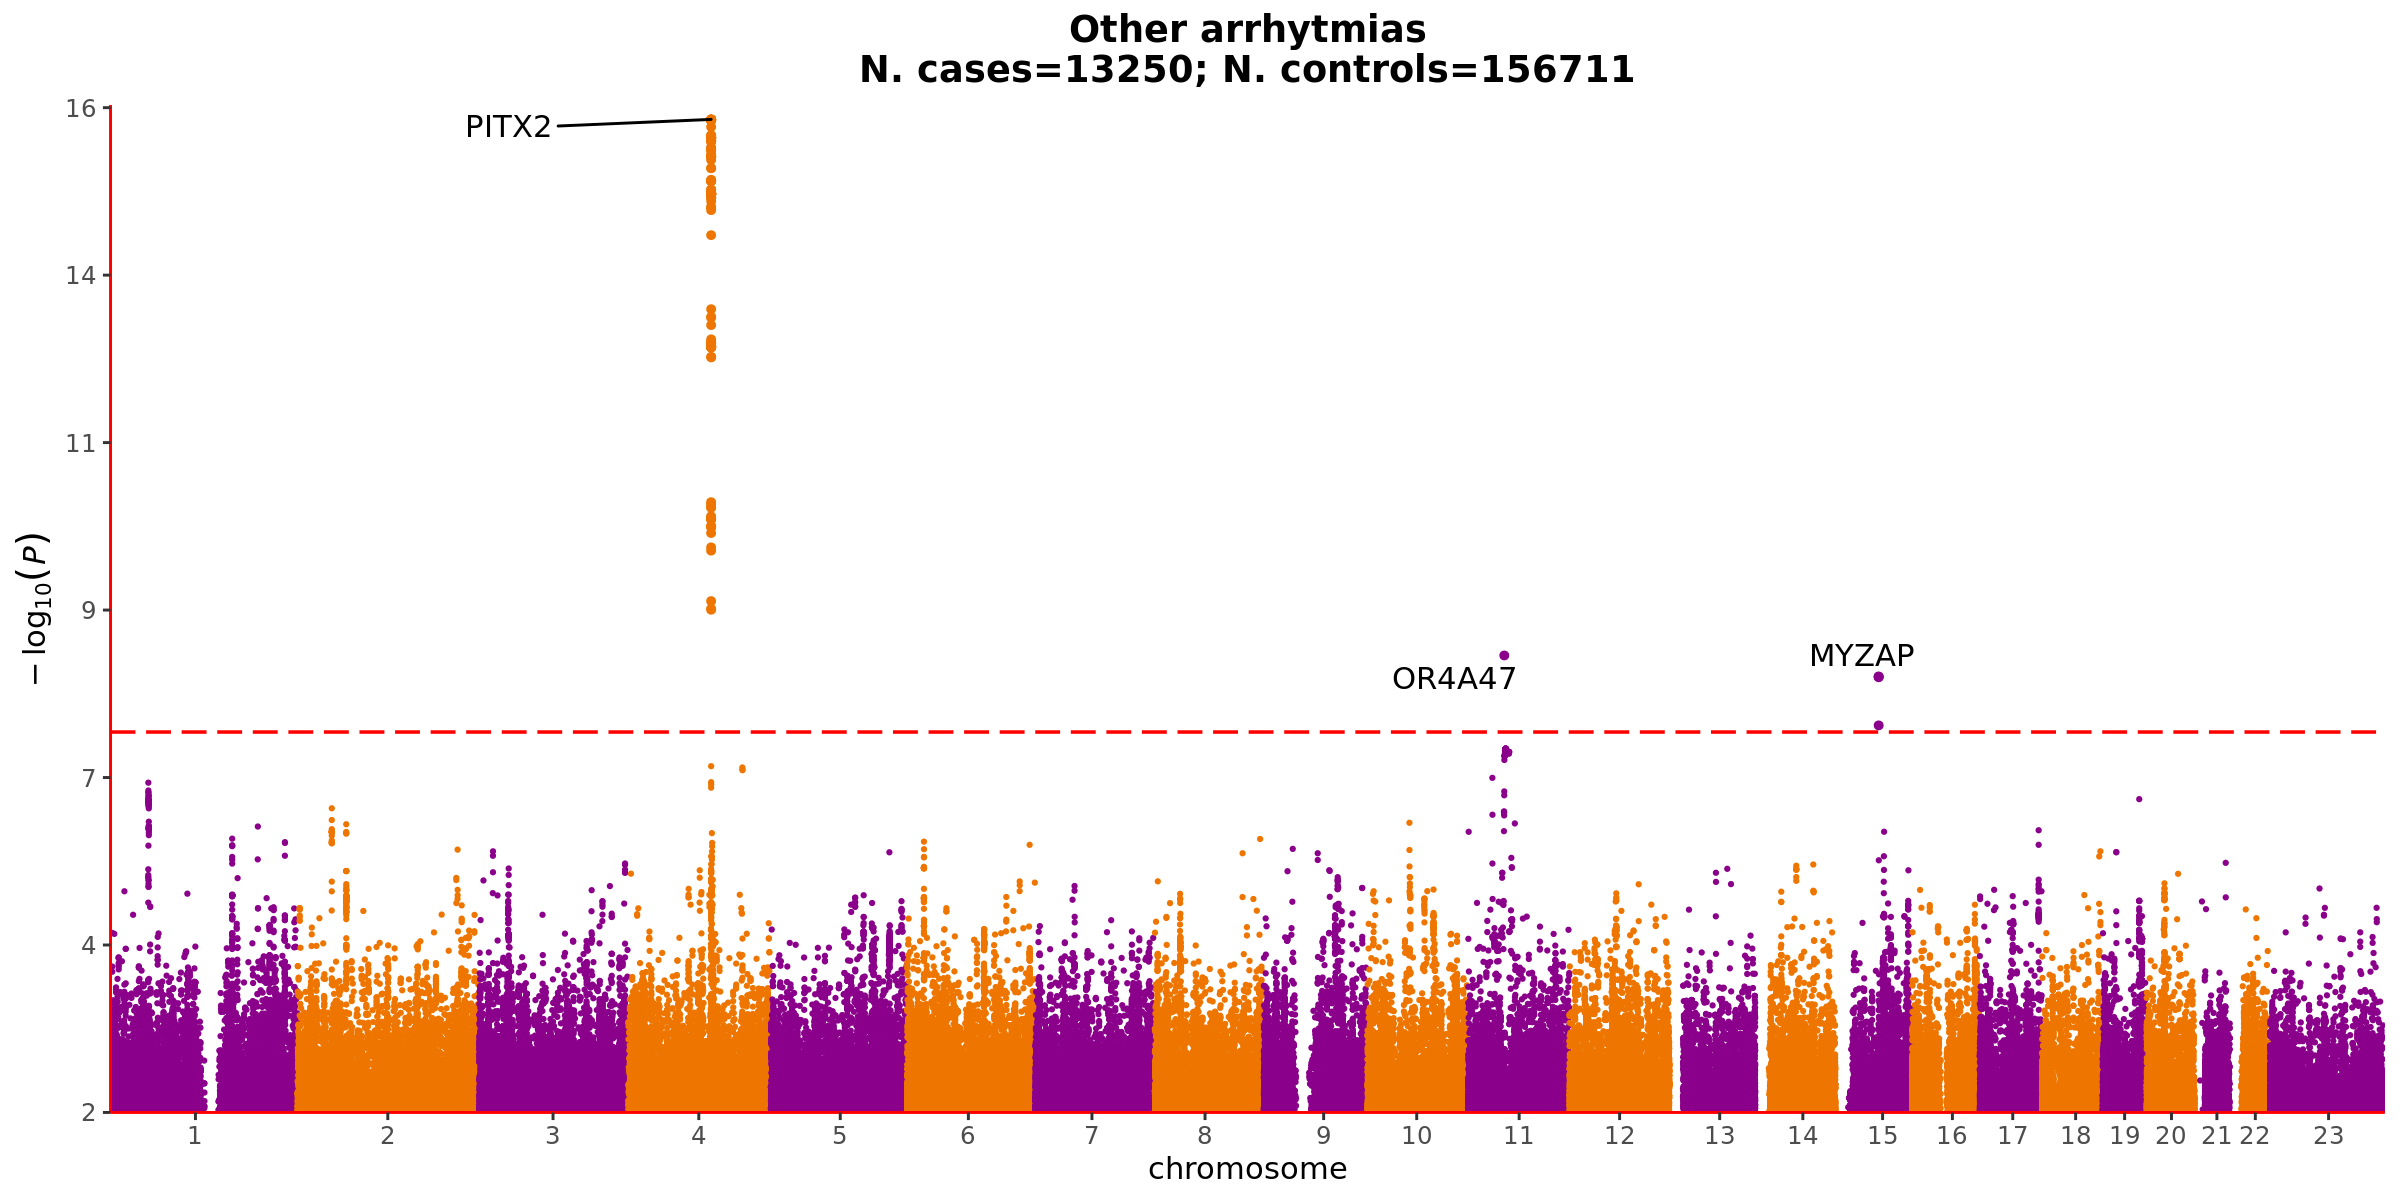 Other arrhytmias
N. cases=13250; N. controls=156711
16
14
11
9
7
4
2
− log10(P)
PITX2
OR4A47
MYZAP
1 2 3 4 5 6 7 8 9 10 11 12 13 14 15 16 17 18 19 20 21 22 23
chromosome